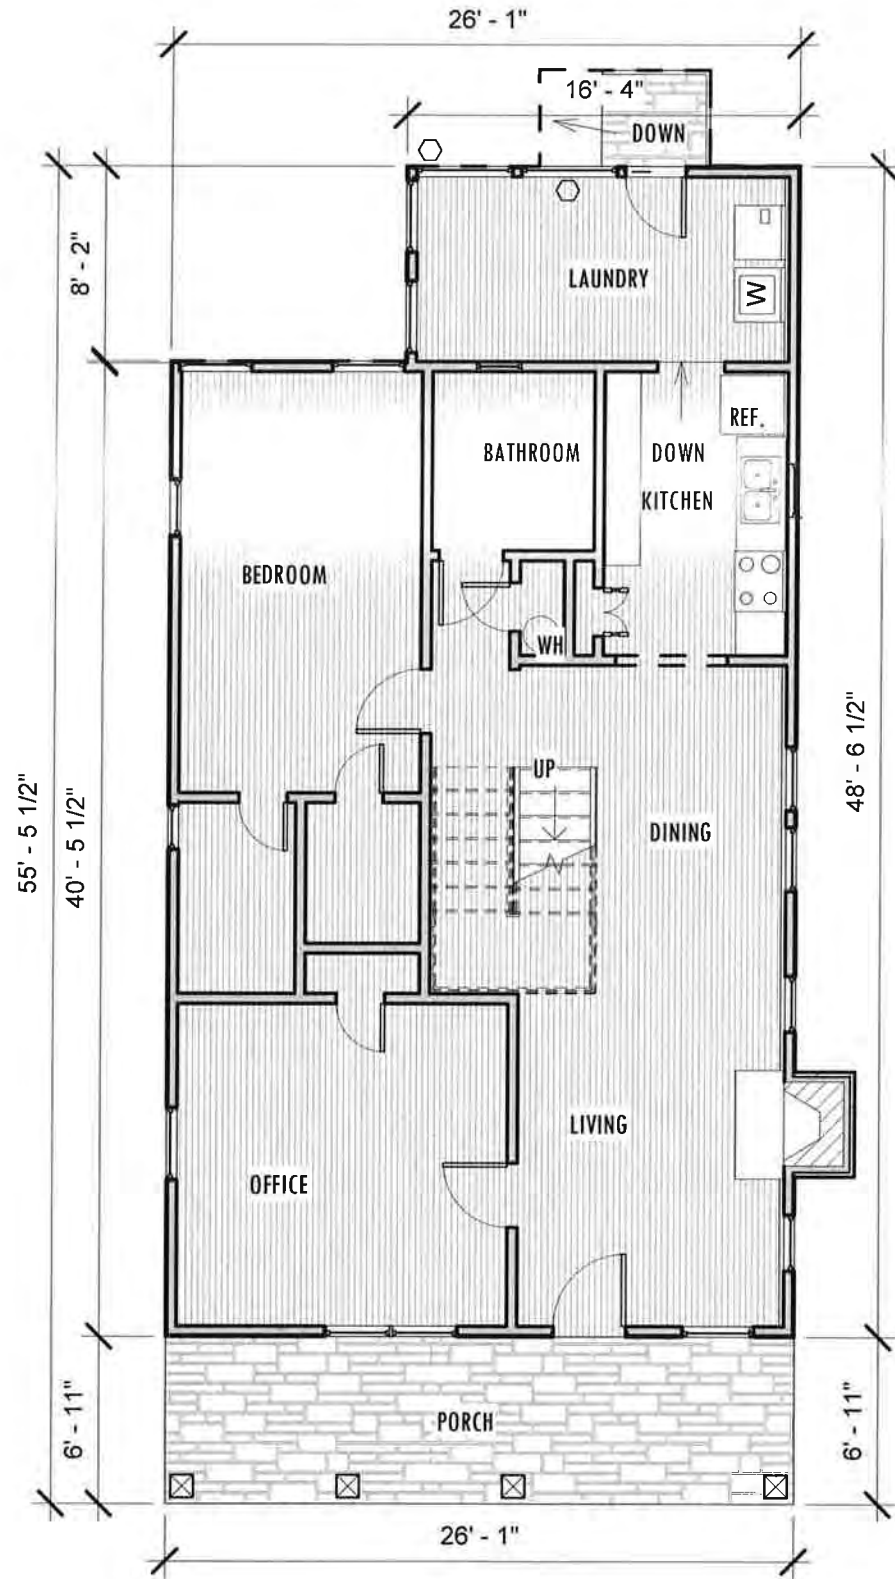 26' - 1"
16' - 4"
DOWN
8' - 2"
LAUNDRY
W
REF.
BATHROOM
DOWN
KITCHEN
BEDROOM
WH
48' - 6 1/2"
UP
DINING
55' - 5 1/2"
40' - 5 1/2"
LIVING
OFFICE
6' - 11"
PORCH
6' - 11"
26' - 1"